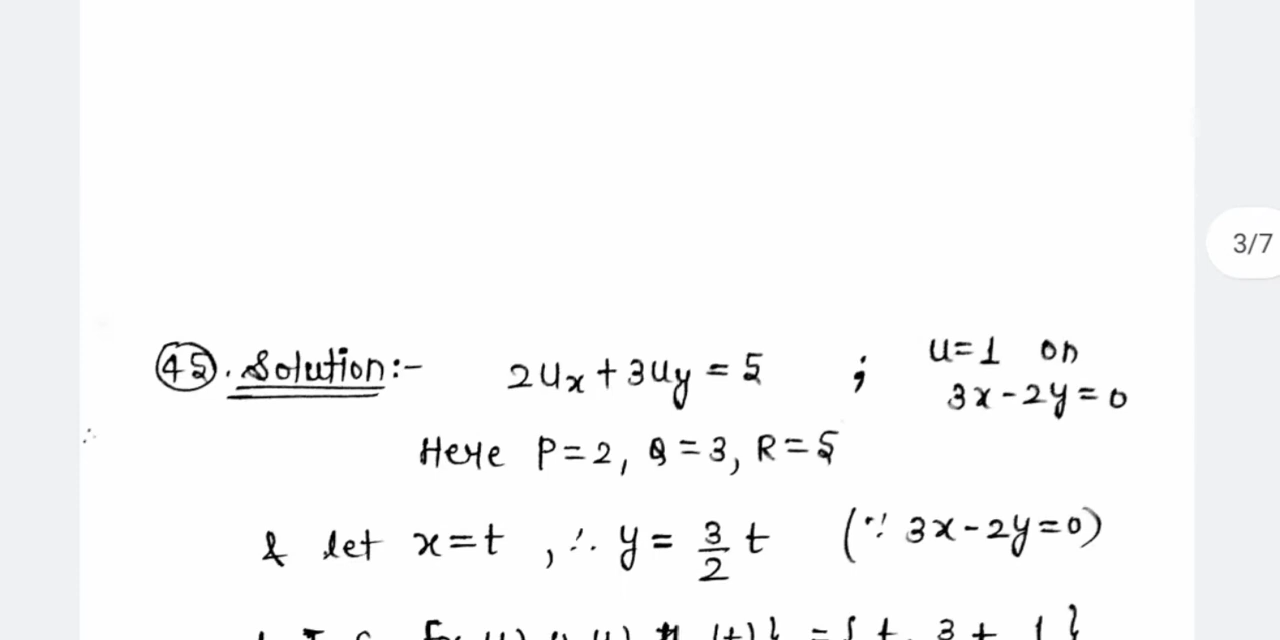 3/7
45. Solution:- 2ux + 3uy = 5 ; u=1 on 3x-2y=0
Here P=2, Q=3, R=5
& let x=t, ∴ y = 3/2 t (∵ 3x-2y=0)